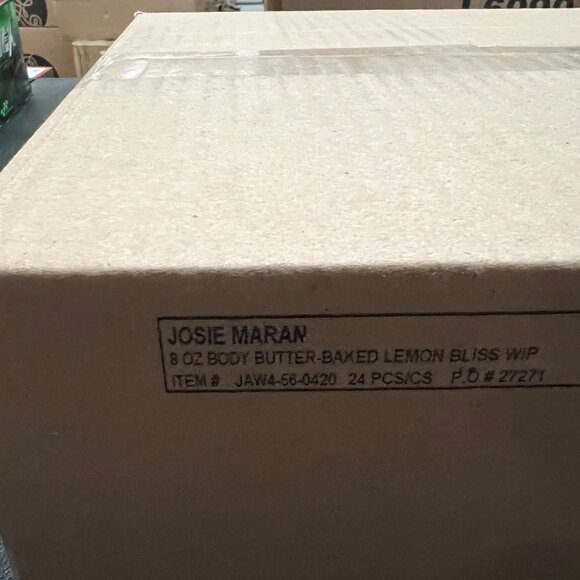 JOSIE MARAN
8 OZ BODY BUTTER-BAKED LEMON BLISS WIP
ITEM #. JAW4-56-0420 24 PCS/CS P.O # 27271